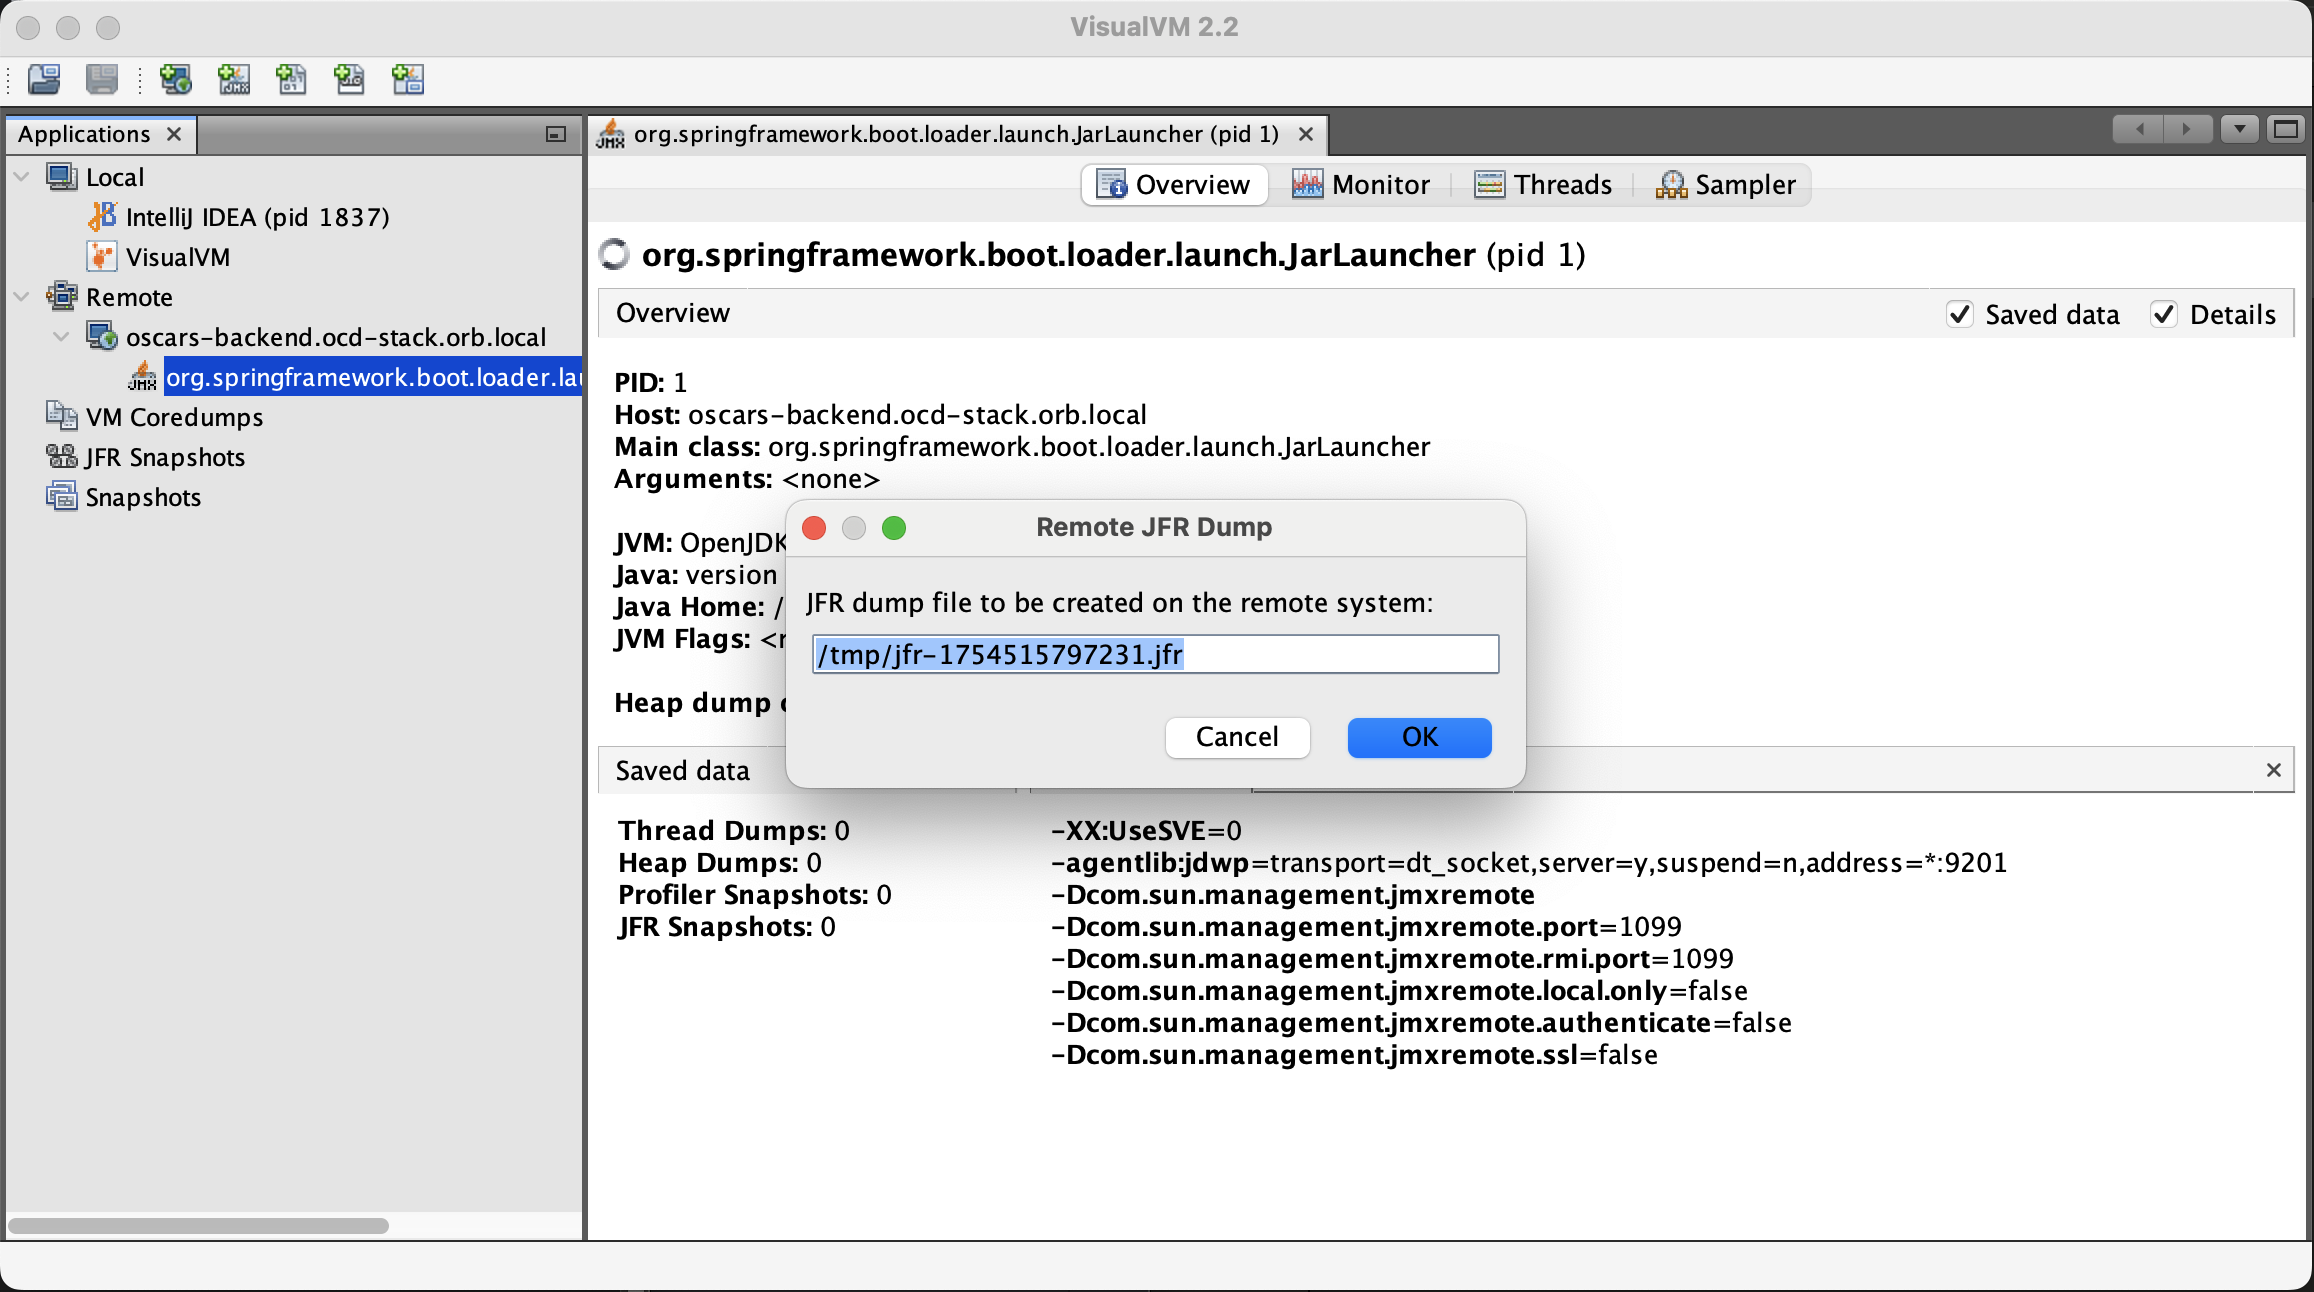 VisualVM 2.2
Applications
Local
IntelliJ IDEA (pid 1837)
VisualVM
Remote
oscars-backend.ocd-stack.orb.local
org.springframework.boot.loader.lau
VM Coredumps
JFR Snapshots
Snapshots
org.springframework.boot.loader.launch.JarLauncher (pid 1)
Overview
Monitor
Threads
Sampler
org.springframework.boot.loader.launch.JarLauncher (pid 1)
Overview
Saved data
Details
PID: 1
Host: oscars-backend.ocd-stack.orb.local
Main class: org.springframework.boot.loader.launch.JarLauncher
Arguments: <none>
JVM: OpenJDK
Java: version
Java Home: /
JVM Flags: <n
Heap dump
Remote JFR Dump
JFR dump file to be created on the remote system:
/tmp/jfr-1754515797231.jfr
Cancel
OK
Saved data
Thread Dumps: 0
Heap Dumps: 0
Profiler Snapshots: 0
JFR Snapshots: 0
-XX:UseSVE=0
-agentlib:jdwp=transport=dt_socket,server=y,suspend=n,address=*:9201
-Dcom.sun.management.jmxremote
-Dcom.sun.management.jmxremote.port=1099
-Dcom.sun.management.jmxremote.rmi.port=1099
-Dcom.sun.management.jmxremote.local.only=false
-Dcom.sun.management.jmxremote.authenticate=false
-Dcom.sun.management.jmxremote.ssl=false